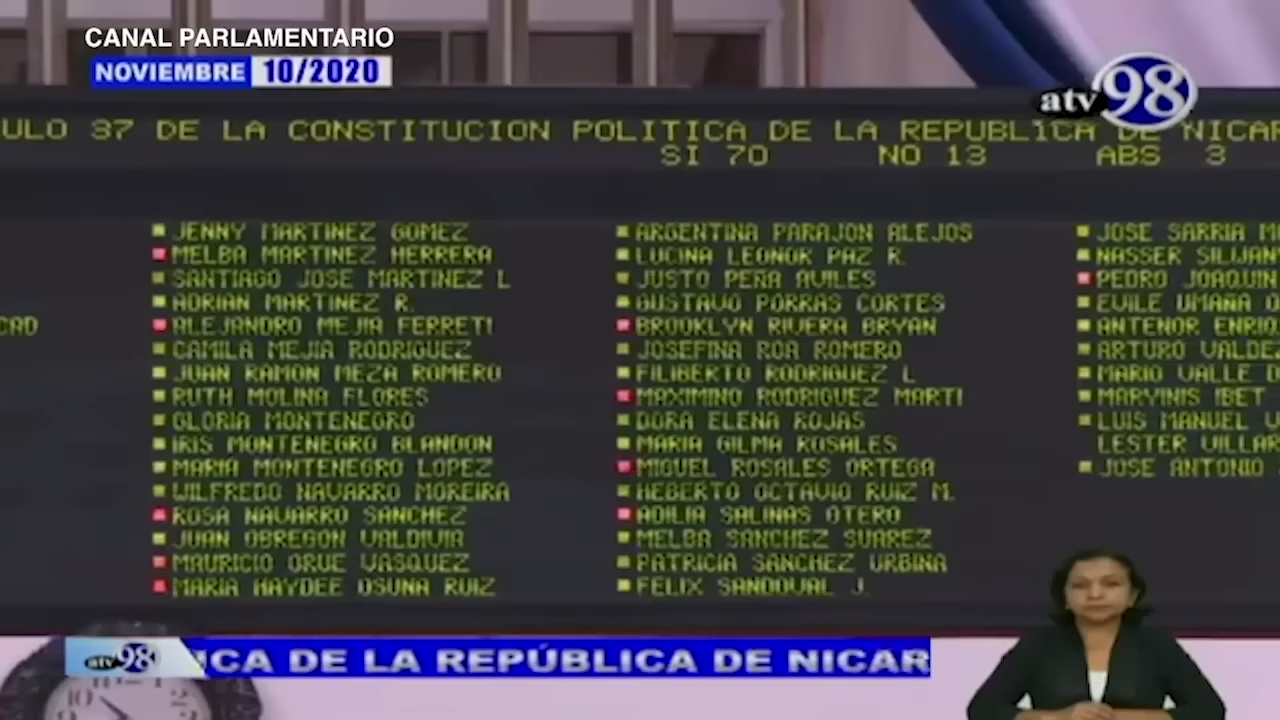 CANAL PARLAMENTARIO
NOVIEMBRE 10/2020
atv98
ULO 37 DE LA CONSTITUCION POLITICA DE LA REPUBLICA DE NICAR
SI 70 NO 13 ABS 3
JENNY MARTINEZ GOMEZ
MELBA MARTINEZ HERRERA
SANTIAGO JOSE MARTINEZ L
ADRIAN MARTINEZ R.
CAD
ALEJANDRO MEJIA FERRETI
CAMILA MEJIA RODRIGUEZ
JUAN RAMON MEZA ROMERO
RUTH MOLINA FLORES
GLORIA MONTENEGRO
IRIS MONTENEGRO BLANDON
MARIA MONTENEGRO LOPEZ
WILFREDO NAVARRO MOREIRA
ROSA NAVARRO SANCHEZ
JUAN OBREGON VALDIVIA
MAURICIO ORUE VASQUEZ
MARIA HAYDEE OSUNA RUIZ
ARGENTINA PARAJON ALEJOS
LUCINA LEONOR PAZ R.
JUSTO PEÑA AVILES
GUSTAVO PORRAS CORTES
BROOKLYN RIVERA BRYAN
JOSEFINA ROA ROMERO
FILIBERTO RODRIGUEZ L
MAXIMINO RODRIGUEZ MARTI
DORA ELENA ROJAS
MARIA GILMA ROSALES
MIGUEL ROSALES ORTEGA
HEBERTO OCTAVIO RUIZ M.
ADILIA SALINAS OTERO
MELBA SANCHEZ SUAREZ
PATRICIA SANCHEZ URBINA
FELIX SANDOVAL J.
JOSE SARRIA MO
NASSER SILWANY
PEDRO JOAQUIN
EVILE UMAÑA O
ANTENOR ENRIQ
ARTURO VALDEZ
MARIO VALLE D
MARYINIS IBET
LUIS MANUEL V
LESTER VILLAR
JOSE ANTONIO
atv98
ICA DE LA REPÚBLICA DE NICAR
10 11 1